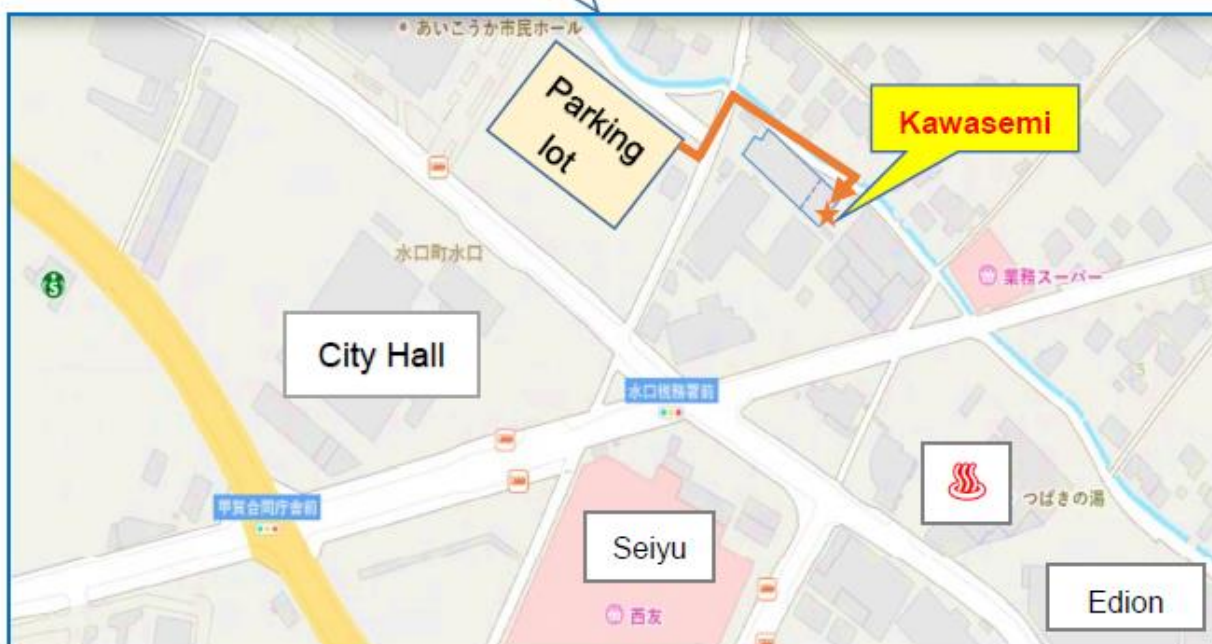 あいこうか市民ホール
Parking
lot
Kawasemi
水口町水口
業務スーパー
City Hall
水口税務署前
甲賀合同庁舎前
つばきの湯
Seiyu
西友
Edion